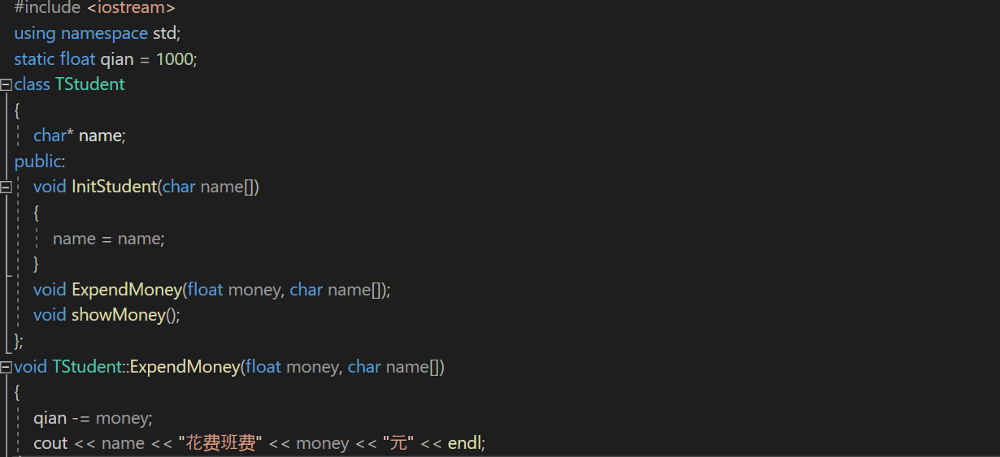 #include <iostream>
using namespace std;
static float qian = 1000;
class TStudent
{
char* name;
public:
void InitStudent(char name[])
{
name = name;
}
void ExpendMoney(float money, char name[]);
void showMoney();
};
void TStudent::ExpendMoney(float money, char name[])
{
qian -= money;
cout << name << "花费班费" << money << "元" << endl;